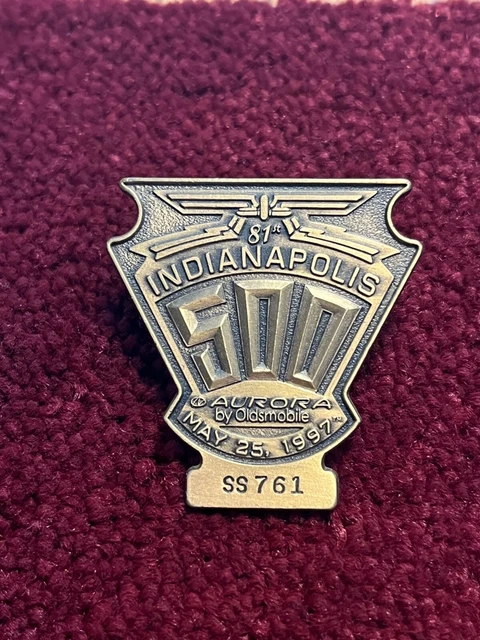 81st
INDIANAPOLIS
500
AURORA
by Oldsmobile
MAY 25, 1997
SS761